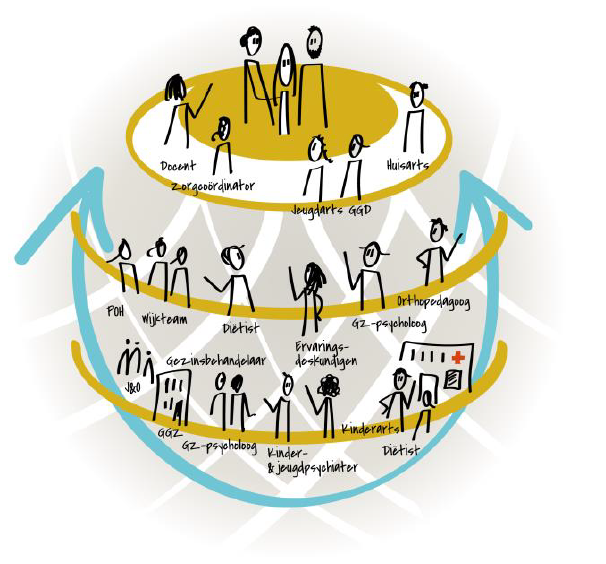 Docent
Zorgcoördinator
Jeugdarts GGD
Huisarts
POH
Wijkteam
Diëtist
Ervarings-
deskundigen
Gz-psycholoog
Orthopedagoog
J&O
Gezinsbehandelaar
GGZ
Gz-psycholoog
Kinder-
& jeugdpsychiater
Kinderarts
Diëtist